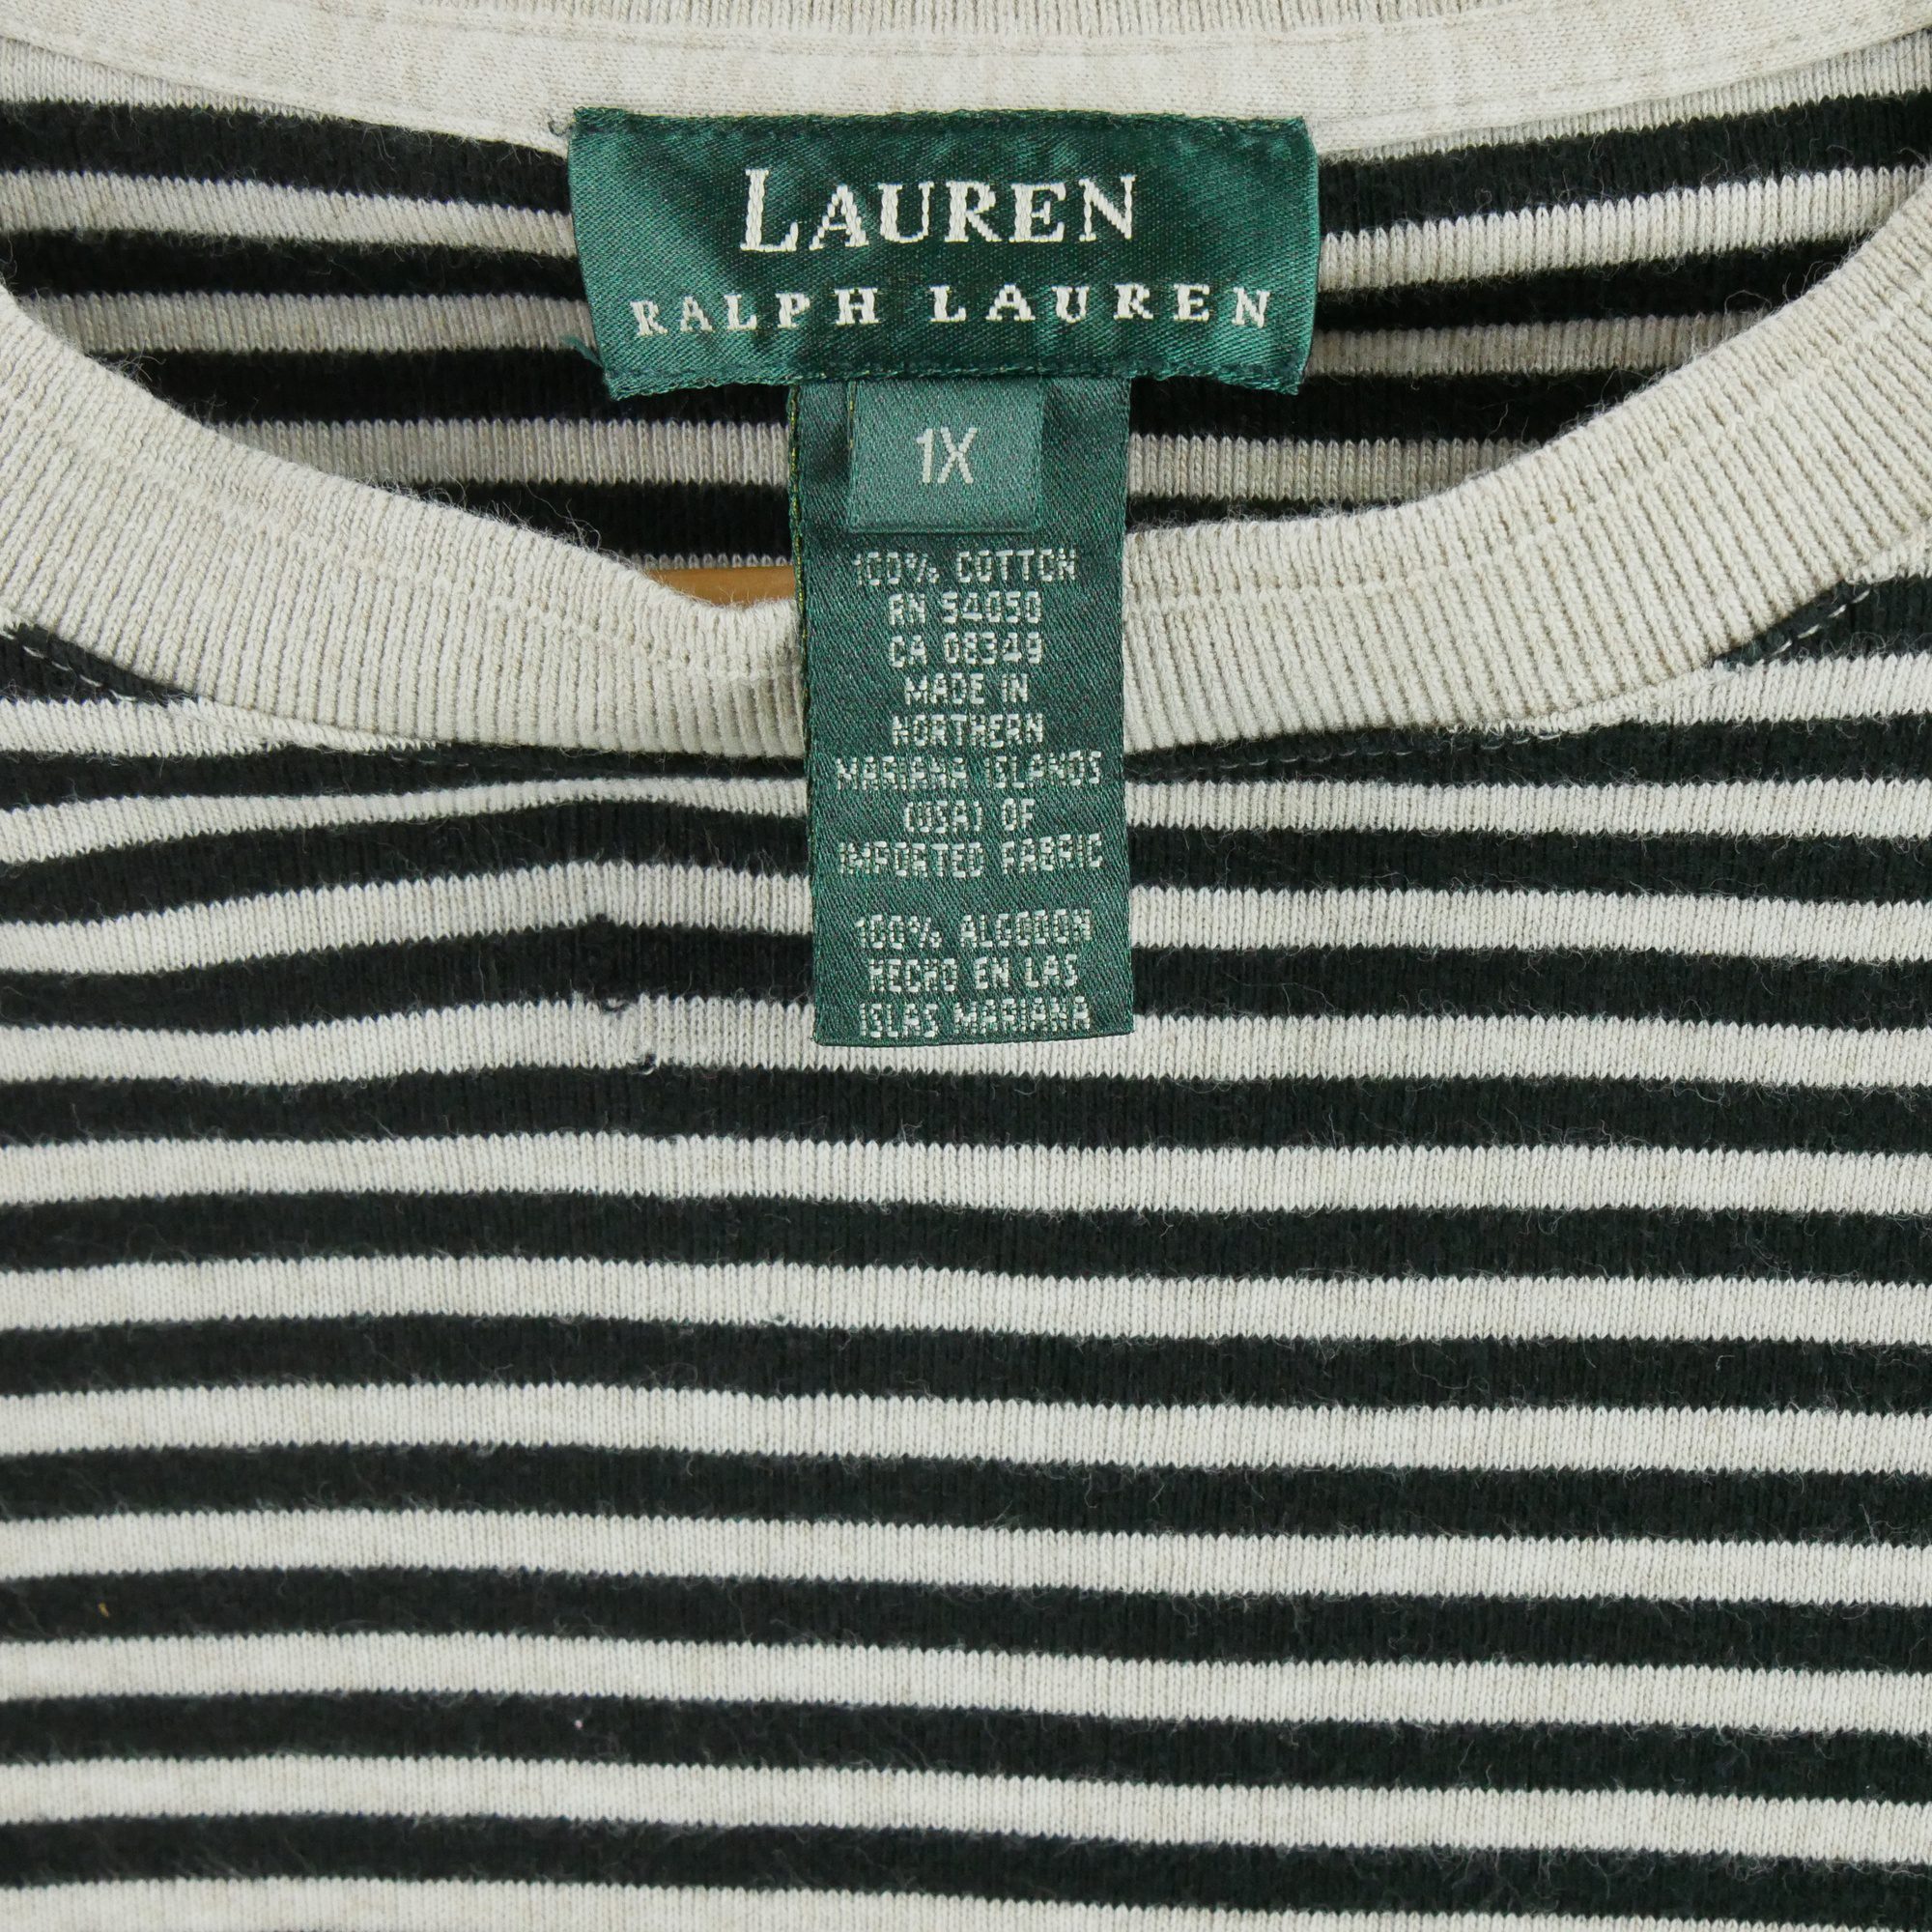 LAUREN
RALPH LAUREN
1X
100% COTTON
RN 54050
CA 08349
MADE IN
NORTHERN
MARIANA ISLANDS
(USA) OF
IMPORTED FABRIC
100% ALGODON
HECHO EN LAS
ISLAS MARIANA